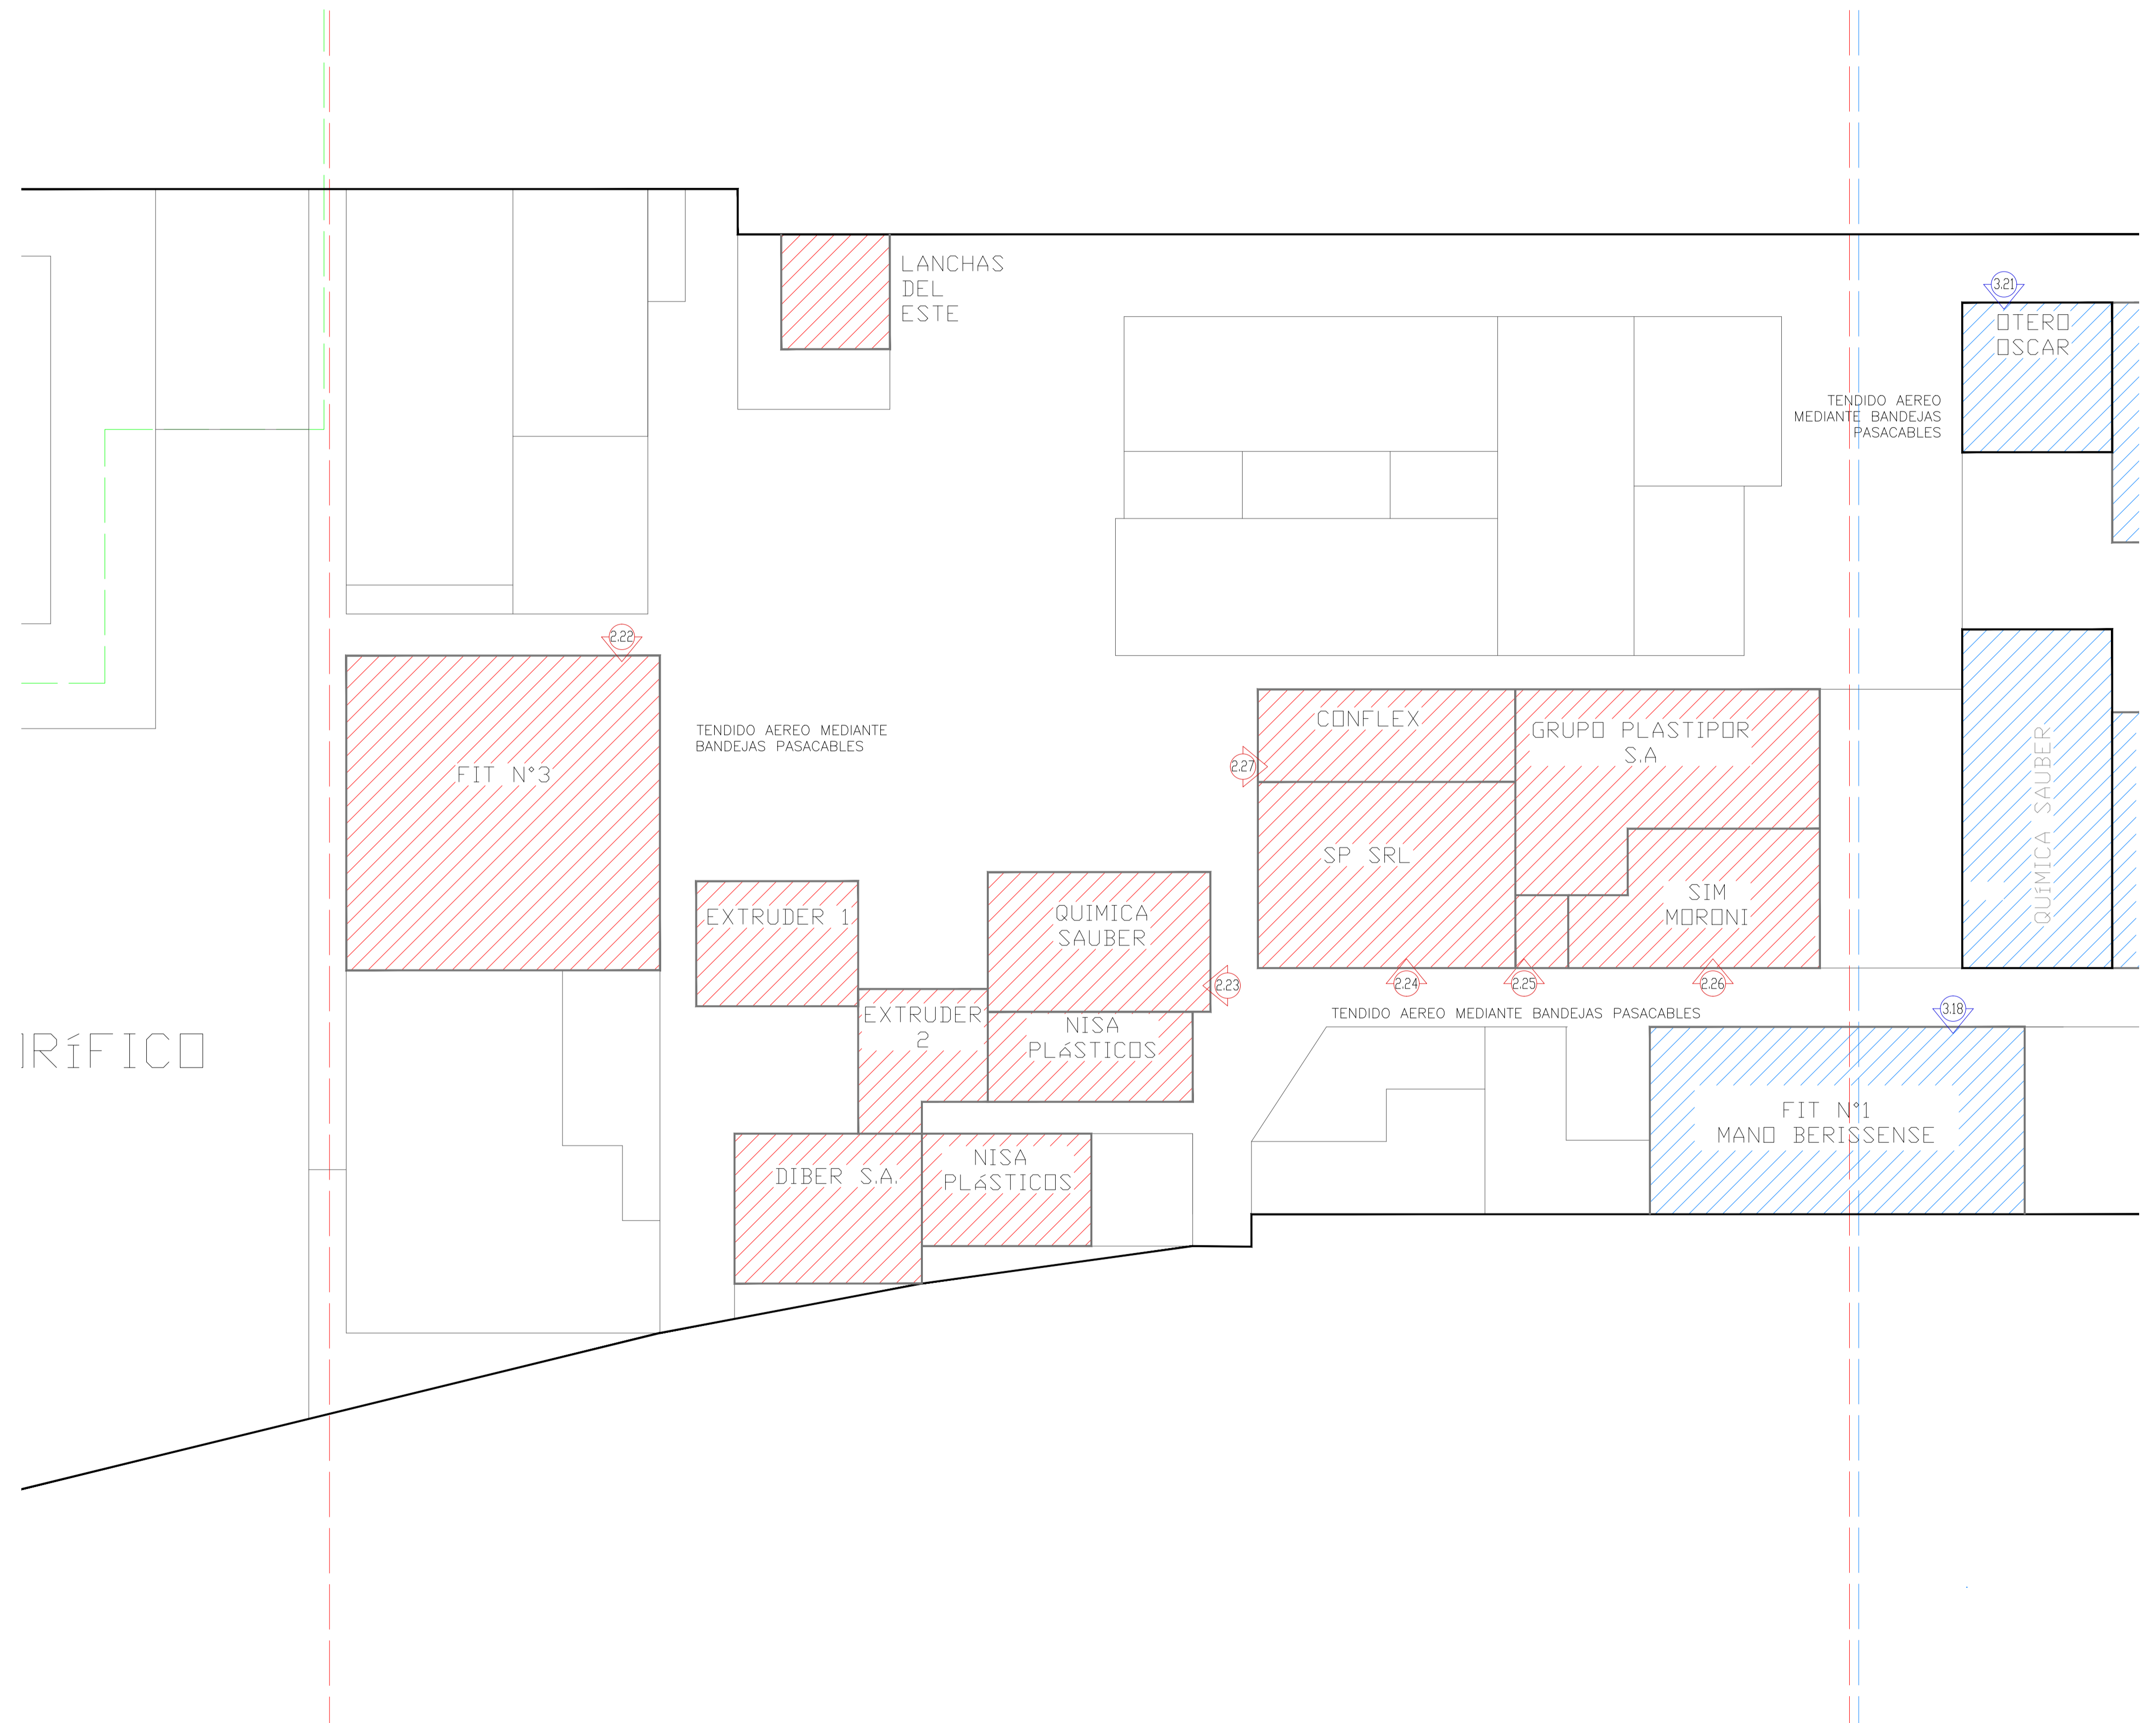 LANCHAS
DEL
ESTE
3.21
OTERO
OSCAR
TENDIDO AEREO
MEDIANTE BANDEJAS
PASACABLES
2.22
TENDIDO AEREO MEDIANTE
BANDEJAS PASACABLES
FIT N°3
CONFLEX
GRUPO PLASTIPOR
S.A
2.27
SP SRL
SIM
MORONI
QUÍMICA SAUBER
EXTRUDER 1
QUIMICA
SAUBER
2.23
2.24
2.25
2.26
EXTRUDER
2
NISA
PLÁSTICOS
TENDIDO AEREO MEDIANTE BANDEJAS PASACABLES
3.18
RÍFICO
FIT N°1
MANO BERISSENSE
DIBER S.A.
NISA
PLÁSTICOS